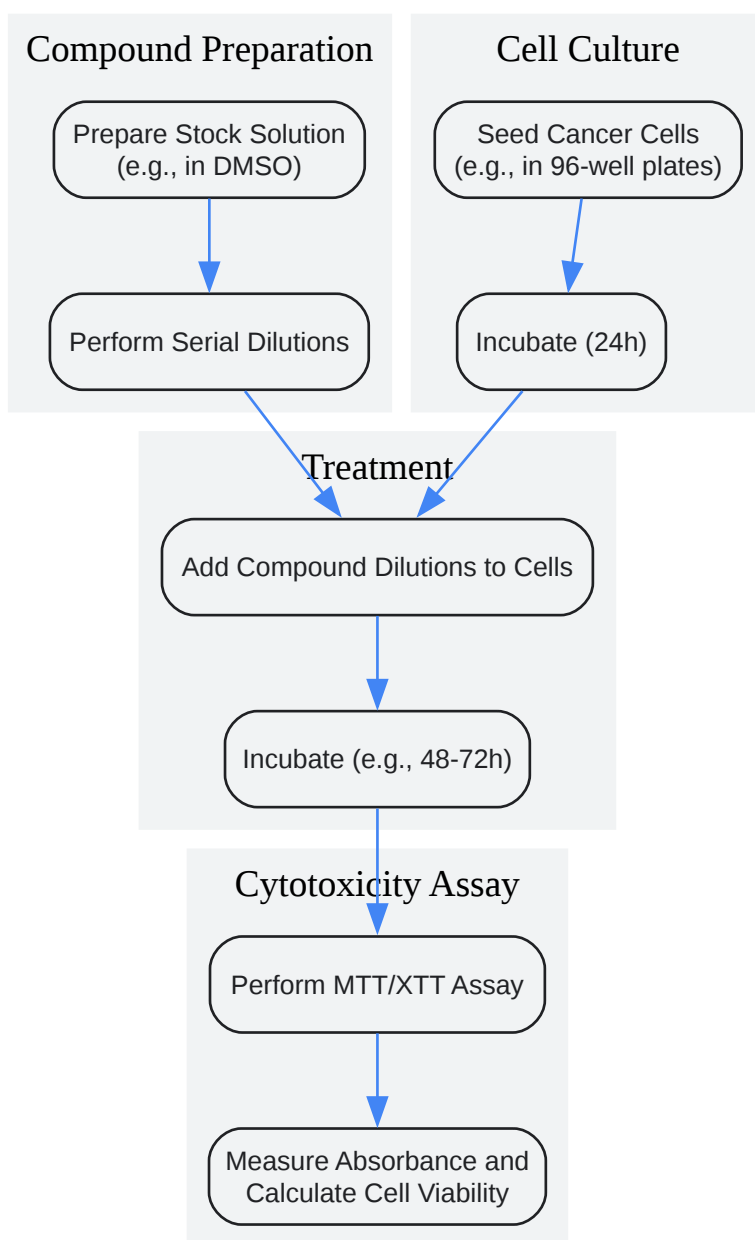 Compound Preparation
Prepare Stock Solution
(e.g., in DMSO)
Perform Serial Dilutions
Cell Culture
Seed Cancer Cells
(e.g., in 96-well plates)
Incubate (24h)
Treatment
Add Compound Dilutions to Cells
Incubate (e.g., 48-72h)
Cytotoxicity Assay
Perform MTT/XTT Assay
Measure Absorbance and
Calculate Cell Viability